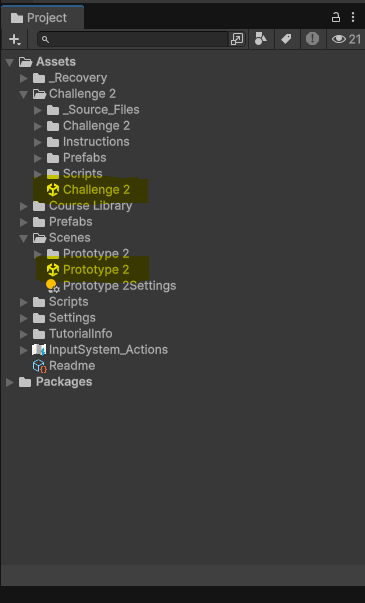 Project
21
Assets
_Recovery
Challenge 2
_Source_Files
Challenge 2
Instructions
Prefabs
Scripts
Challenge 2
Course Library
Prefabs
Scenes
Prototype 2
Prototype 2
Prototype 2Settings
Scripts
Settings
TutorialInfo
InputSystem_Actions
Readme
Packages